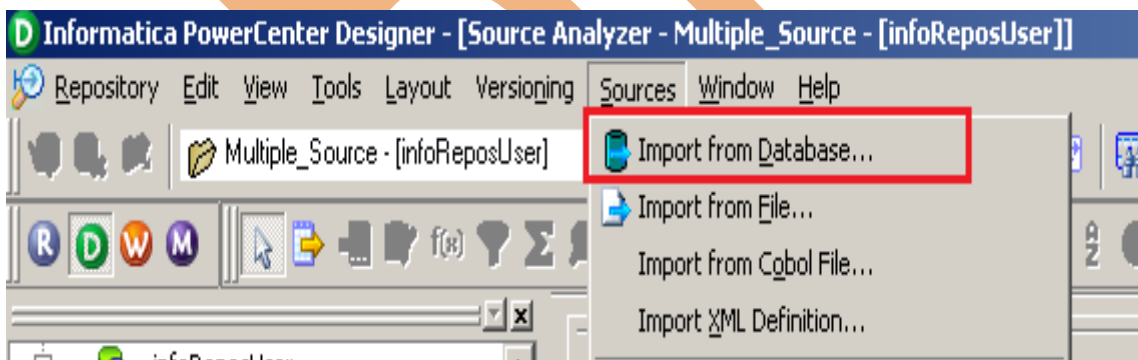 Informatica PowerCenter Designer - [Source Analyzer - Multiple_Source - [infoReposUser]]
Repository Edit View Tools Layout Versioning Sources Window Help
Multiple_Source - [infoReposUser]
Import from Database...
Import from File...
R D W M f(x) Σ
Import from Cobol File...
Import XML Definition...
infoReposUser